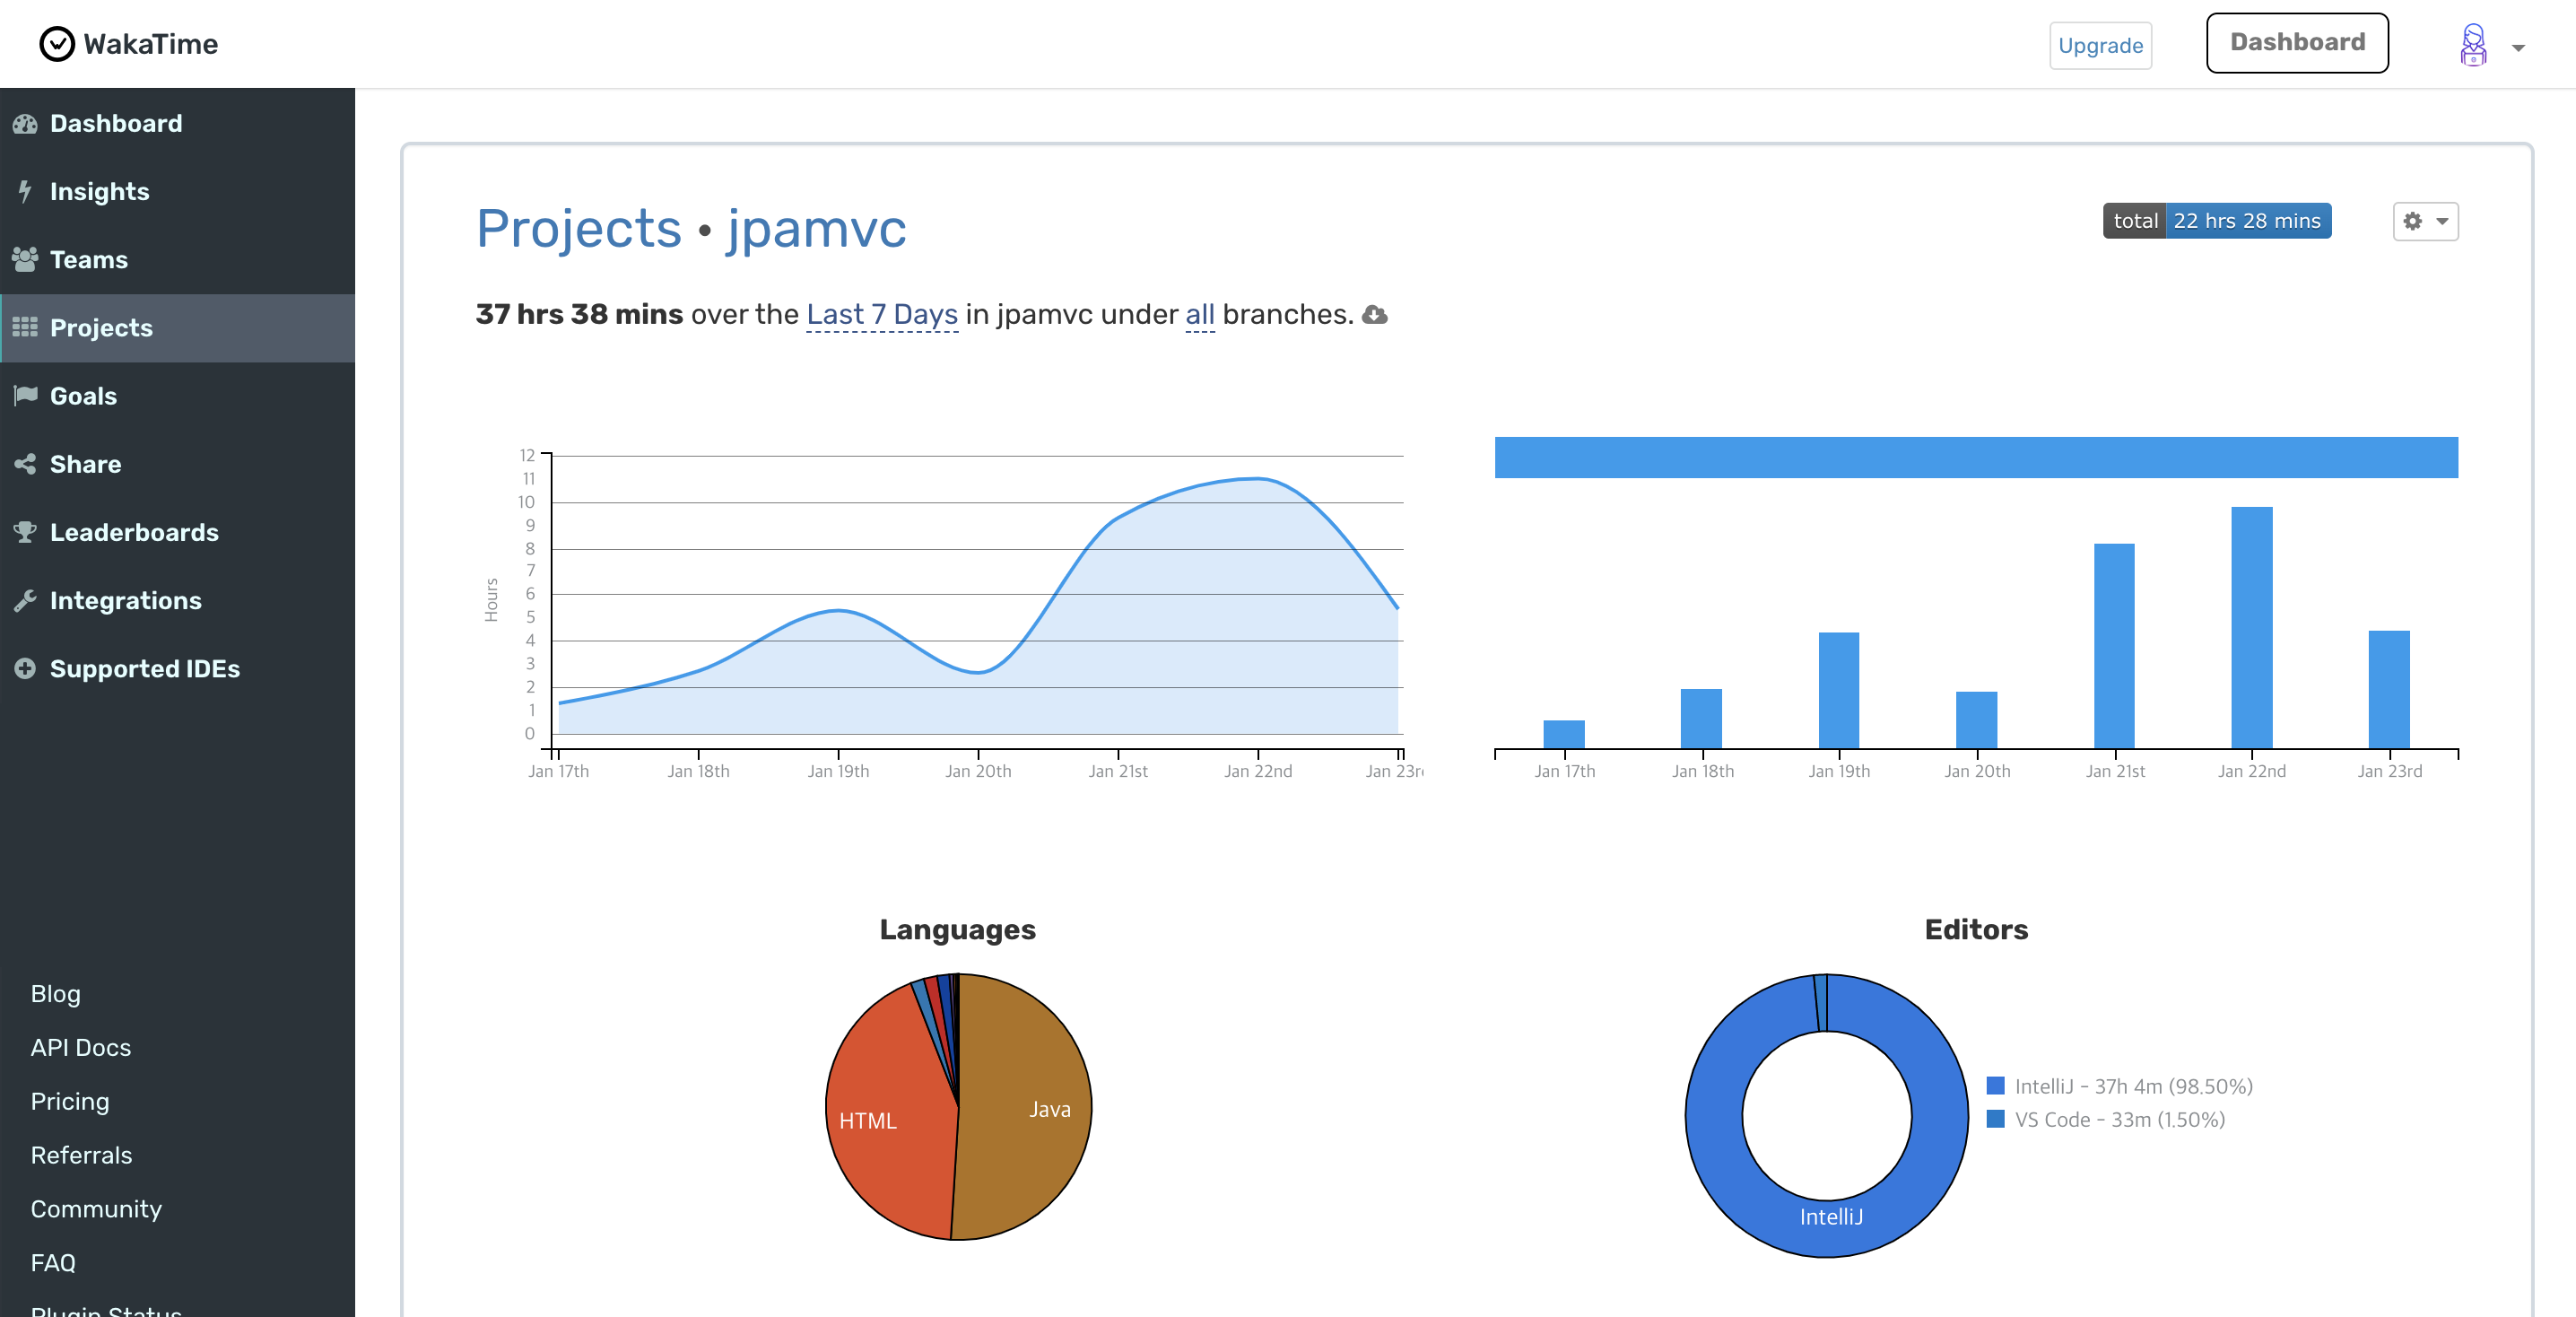 WakaTime
Upgrade
Dashboard
Dashboard
Insights
Teams
Projects
Goals
Share
Leaderboards
Integrations
Supported IDEs
Blog
API Docs
Pricing
Referrals
Community
FAQ
Plugin Status
Projects • jpamvc
total 22 hrs 28 mins
37 hrs 38 mins over the Last 7 Days in jpamvc under all branches.
Hours
12
11
10
9
8
7
6
5
4
3
2
1
0
Jan 17th Jan 18th Jan 19th Jan 20th Jan 21st Jan 22nd Jan 23r
Jan 17th Jan 18th Jan 19th Jan 20th Jan 21st Jan 22nd Jan 23rd
Languages
HTML
Java
Editors
IntelliJ - 37h 4m (98.50%)
VS Code - 33m (1.50%)
IntelliJ